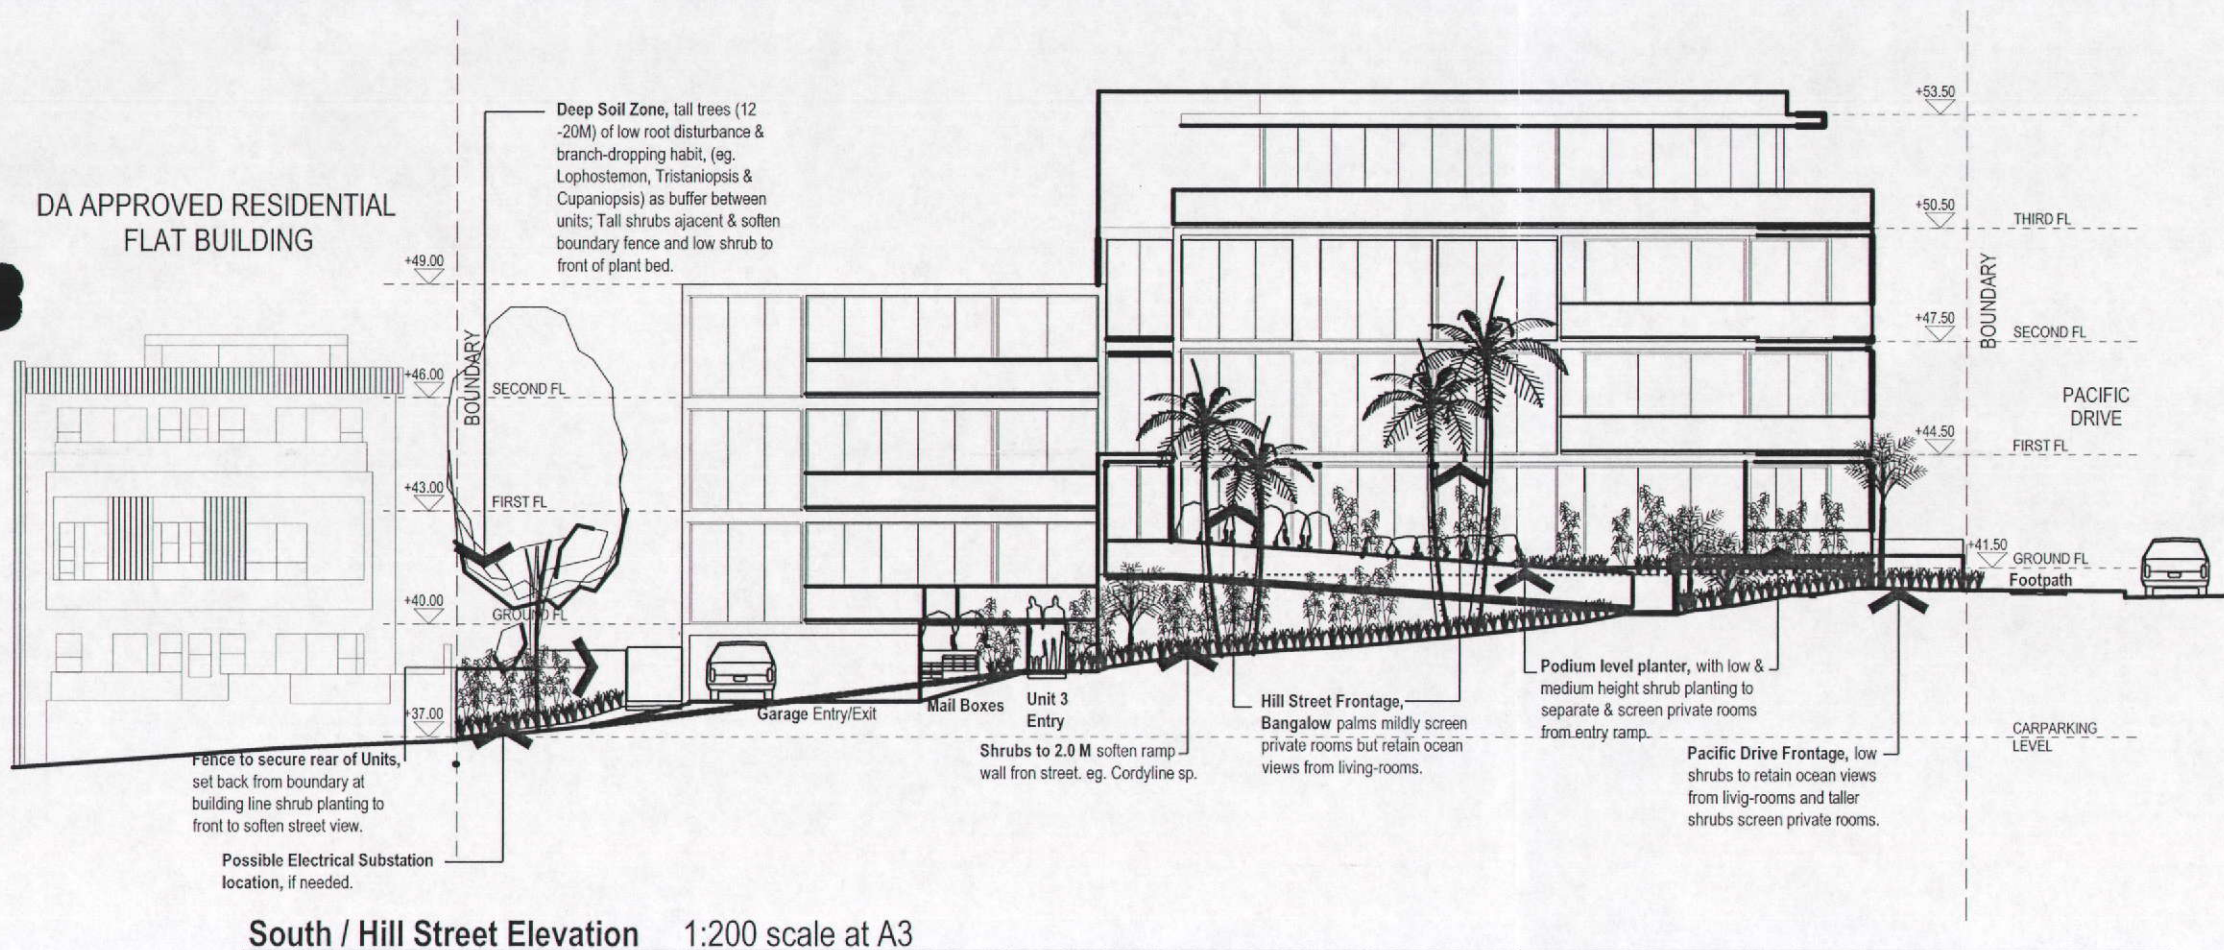 Deep Soil Zone, tall trees (12
-20M) of low root disturbance &
branch-dropping habit, (eg.
Lophostemon, Tristaniopsis &
Cupaniopsis) as buffer between
units; Tall shrubs ajacent & soften
boundary fence and low shrub to
front of plant bed.
DA APPROVED RESIDENTIAL
FLAT BUILDING
+49.00
+46.00
+43.00
+40.00
+37.00
BOUNDARY
SECOND FL
FIRST FL
GROUND FL
+53.50
+50.50
+47.50
+44.50
+41.50
BOUNDARY
THIRD FL
SECOND FL
PACIFIC
DRIVE
FIRST FL
GROUND FL
Footpath
CARPARKING
LEVEL
Garage Entry/Exit
Mail Boxes
Unit 3
Entry
Fence to secure rear of Units,
set back from boundary at
building line shrub planting to
front to soften street view.
Possible Electrical Substation
location, if needed.
Shrubs to 2.0 M soften ramp
wall fron street. eg. Cordyline sp.
Hill Street Frontage,
Bangalow palms mildly screen
private rooms but retain ocean
views from living-rooms.
Podium level planter, with low &
medium height shrub planting to
separate & screen private rooms
from entry ramp.
Pacific Drive Frontage, low
shrubs to retain ocean views
from livig-rooms and taller
shrubs screen private rooms.
South / Hill Street Elevation 1:200 scale at A3